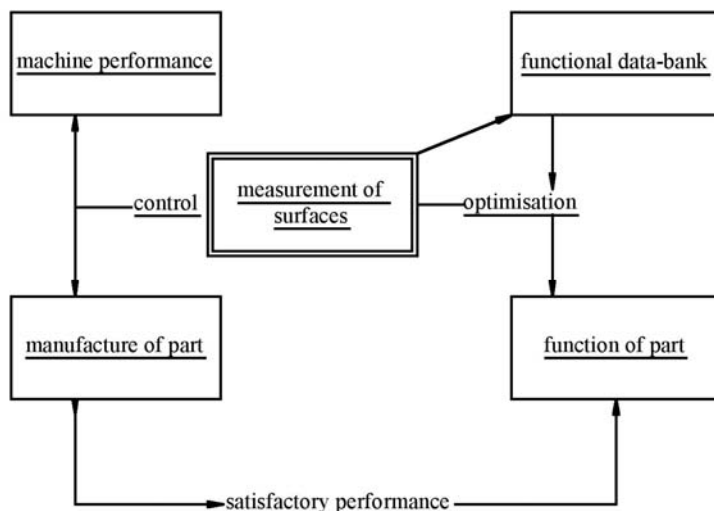 machine performance
functional data-bank
measurement of
surfaces
control
optimisation
manufacture of part
function of part
satisfactory performance